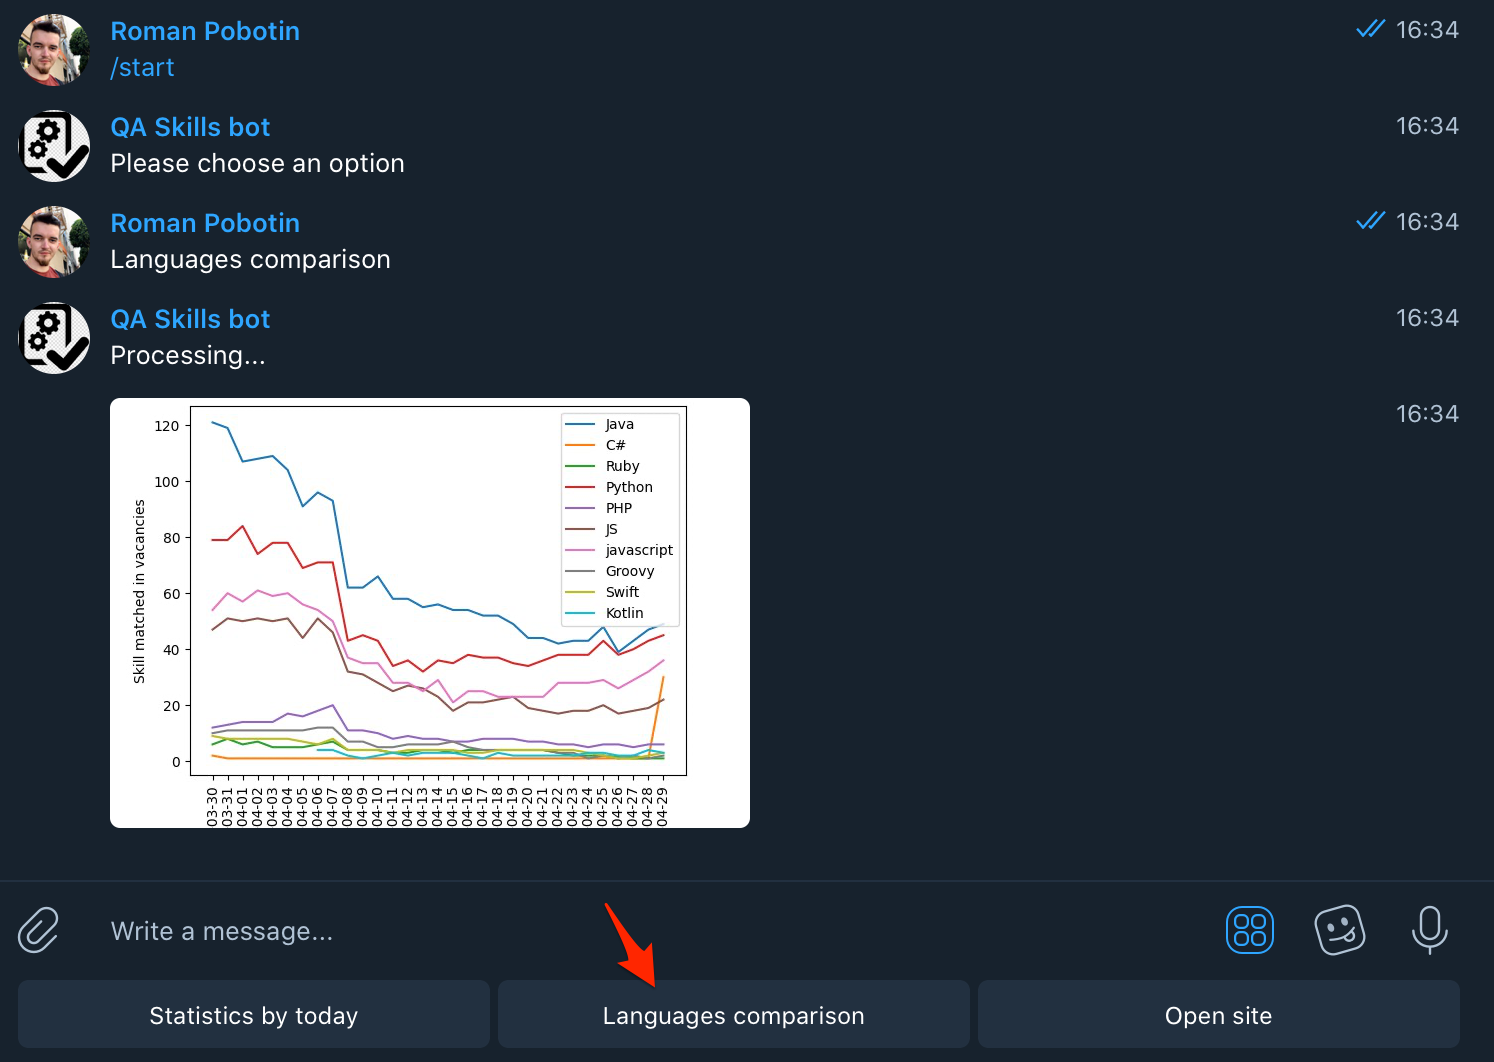 Roman Pobotin 16:34
/start
QA Skills bot 16:34
Please choose an option
Roman Pobotin 16:34
Languages comparison
QA Skills bot 16:34
Processing...
16:34
Skill matched in vacancies
120
100
80
60
40
20
0
Java
C#
Ruby
Python
PHP
JS
javascript
Groovy
Swift
Kotlin
03-30
03-31
04-01
04-02
04-03
04-04
04-05
04-06
04-07
04-08
04-09
04-10
04-11
04-12
04-13
04-14
04-15
04-16
04-17
04-18
04-19
04-20
04-21
04-22
04-23
04-24
04-25
04-26
04-27
04-28
04-29
Write a message...
Statistics by today
Languages comparison
Open site